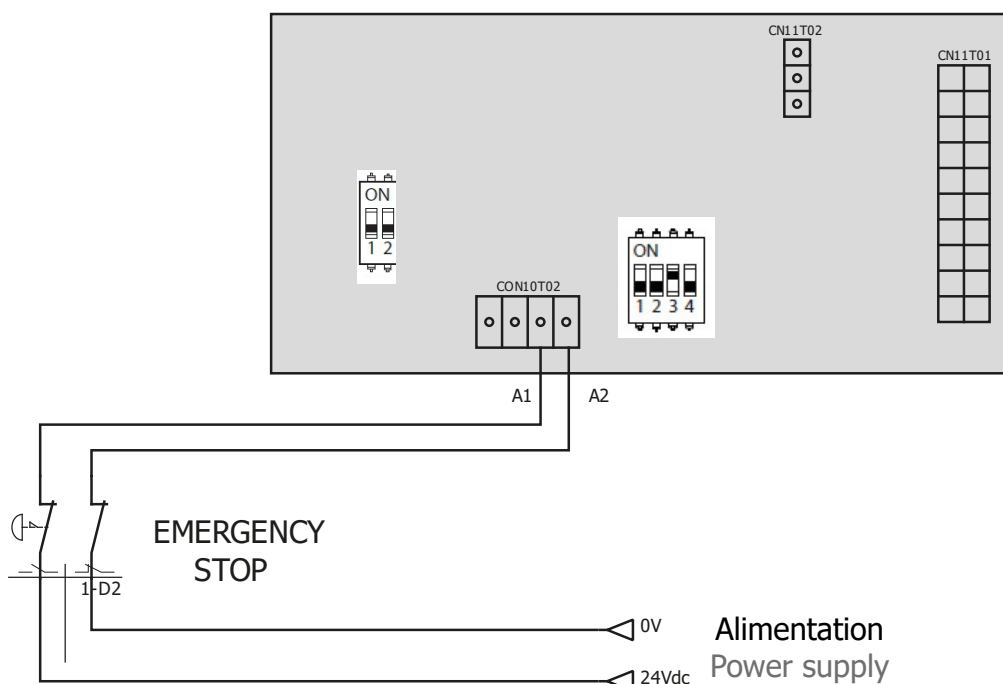 CN11T02
CN11T01
ON
1 2
ON
1 2 3 4
CON10T02
A1
A2
EMERGENCY
STOP
1-D2
0V
Alimentation
24Vdc
Power supply